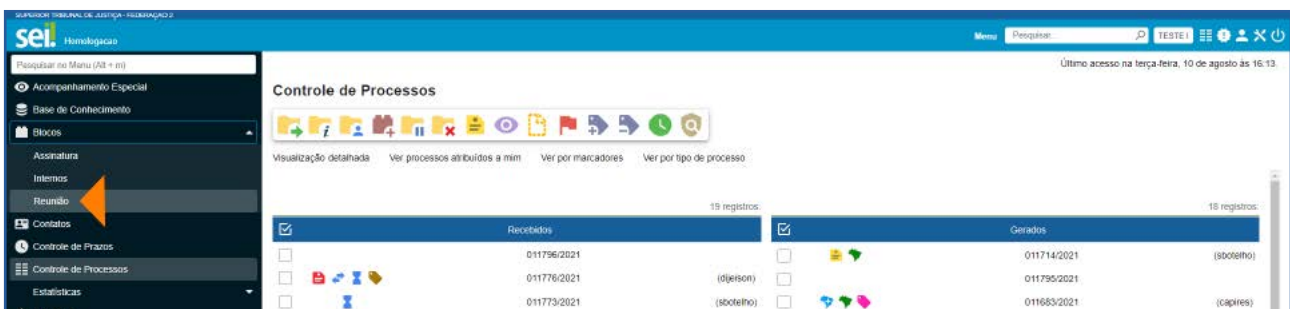 SUPERIOR TRIBUNAL DE JUSTIÇA - FEDERAÇÃO 2
sei. Homologacao
Menu Pesquisar... TESTE I
Pesquisar no Menu (Alt + m)
Último acesso na terça-feira, 10 de agosto às 16:13.
Acompanhamento Especial
Base de Conhecimento
Blocos
Assinatura
Internos
Reunião
Contatos
Controle de Prazos
Controle de Processos
Estatísticas
Controle de Processos
Visualização detalhada Ver processos atribuídos a mim Ver por marcadores Ver por tipo de processo
19 registros:
Recebidos
011796/2021
011776/2021 (dijerson)
011773/2021 (sbotelho)
18 registros:
Gerados
011714/2021 (sbotelho)
011795/2021
011683/2021 (capires)